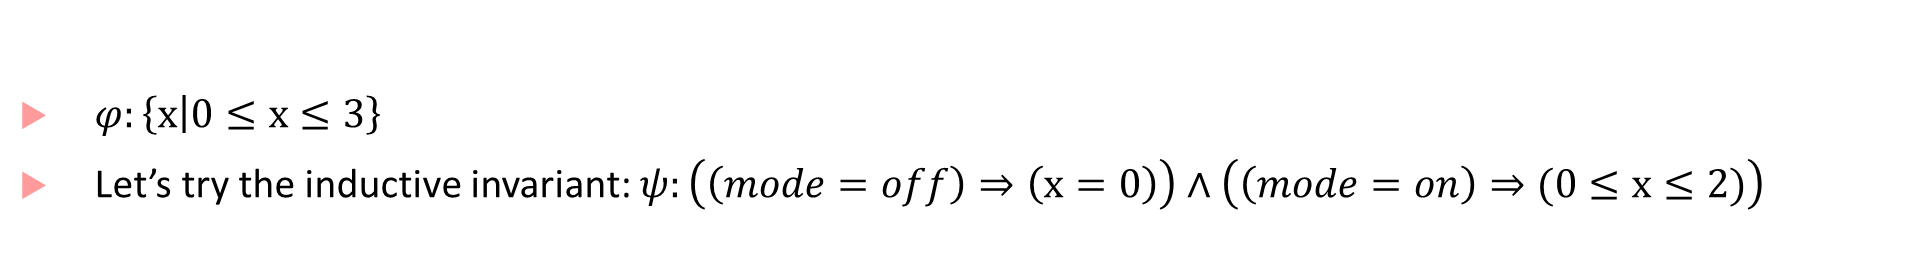 𝜑: {x|0 ≤ x ≤ 3}
Let’s try the inductive invariant: 𝜓: ((𝑚𝑜𝑑𝑒 = 𝑜𝑓𝑓) ⇒ (x = 0)) ∧ ((𝑚𝑜𝑑𝑒 = 𝑜𝑛) ⇒ (0 ≤ x ≤ 2))